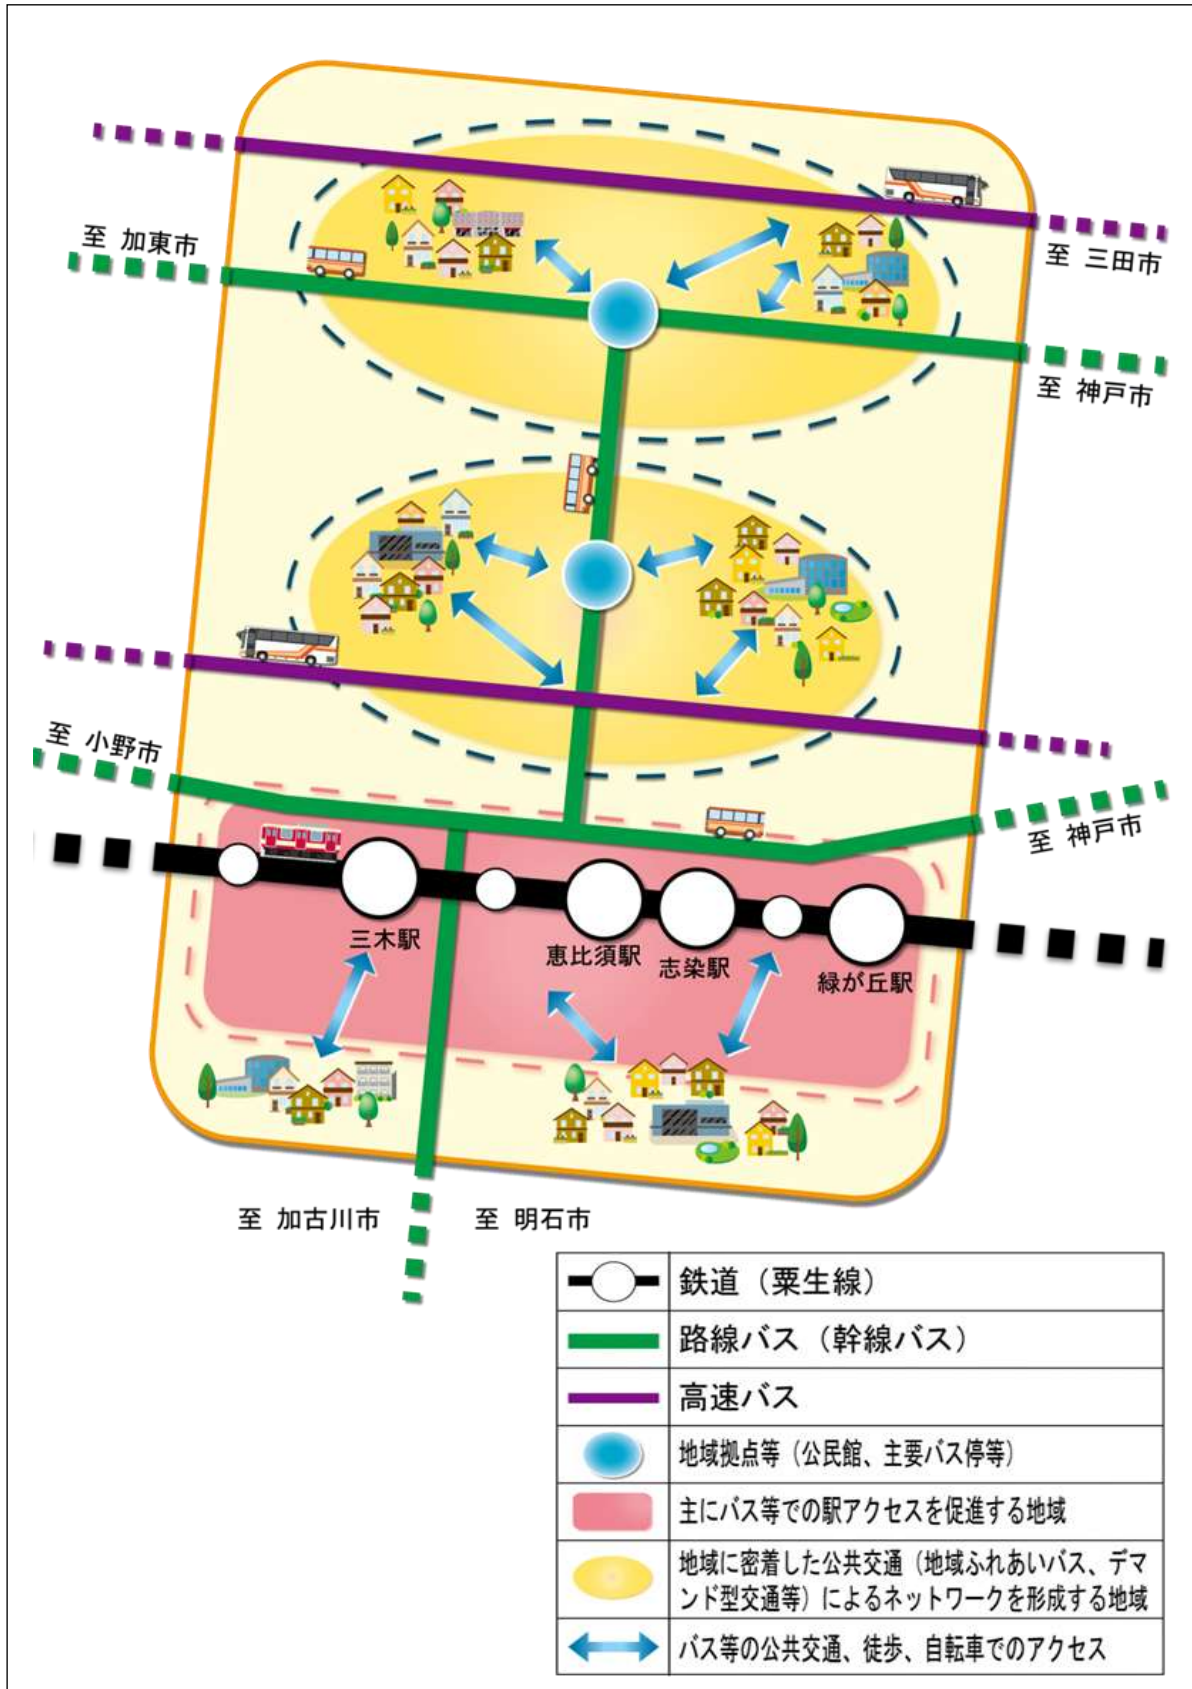 至 加東市
至 三田市
至 神戸市
至 小野市
至 神戸市
三木駅
恵比須駅
志染駅
緑が丘駅
至 加古川市
至 明石市
鉄道（粟生線）
路線バス（幹線バス）
高速バス
地域拠点等（公民館、主要バス停等）
主にバス等での駅アクセスを促進する地域
地域に密着した公共交通（地域ふれあいバス、デマ
ンド型交通等）によるネットワークを形成する地域
バス等の公共交通、徒歩、自転車でのアクセス